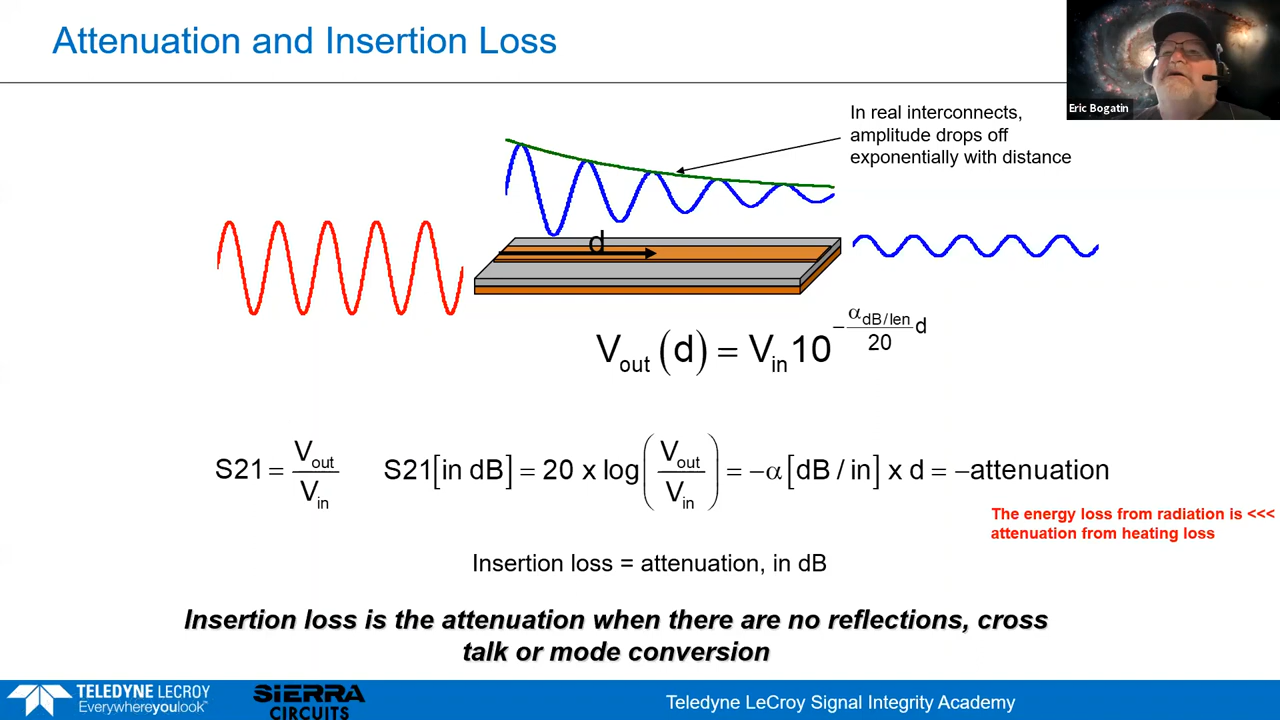 Attenuation and Insertion Loss
Eric Bogatin
In real interconnects,
amplitude drops off
exponentially with distance
d
V_out (d) = V_in 10^(-α_dB/len/20 d)
S21 = V_out / V_in    S21[in dB] = 20 x log(V_out / V_in) = −α[dB / in] x d = −attenuation
The energy loss from radiation is <<<
attenuation from heating loss
Insertion loss = attenuation, in dB
Insertion loss is the attenuation when there are no reflections, cross
talk or mode conversion
TELEDYNE LECROY
Everywhereyoulook™
SIERRA
CIRCUITS
Teledyne LeCroy Signal Integrity Academy